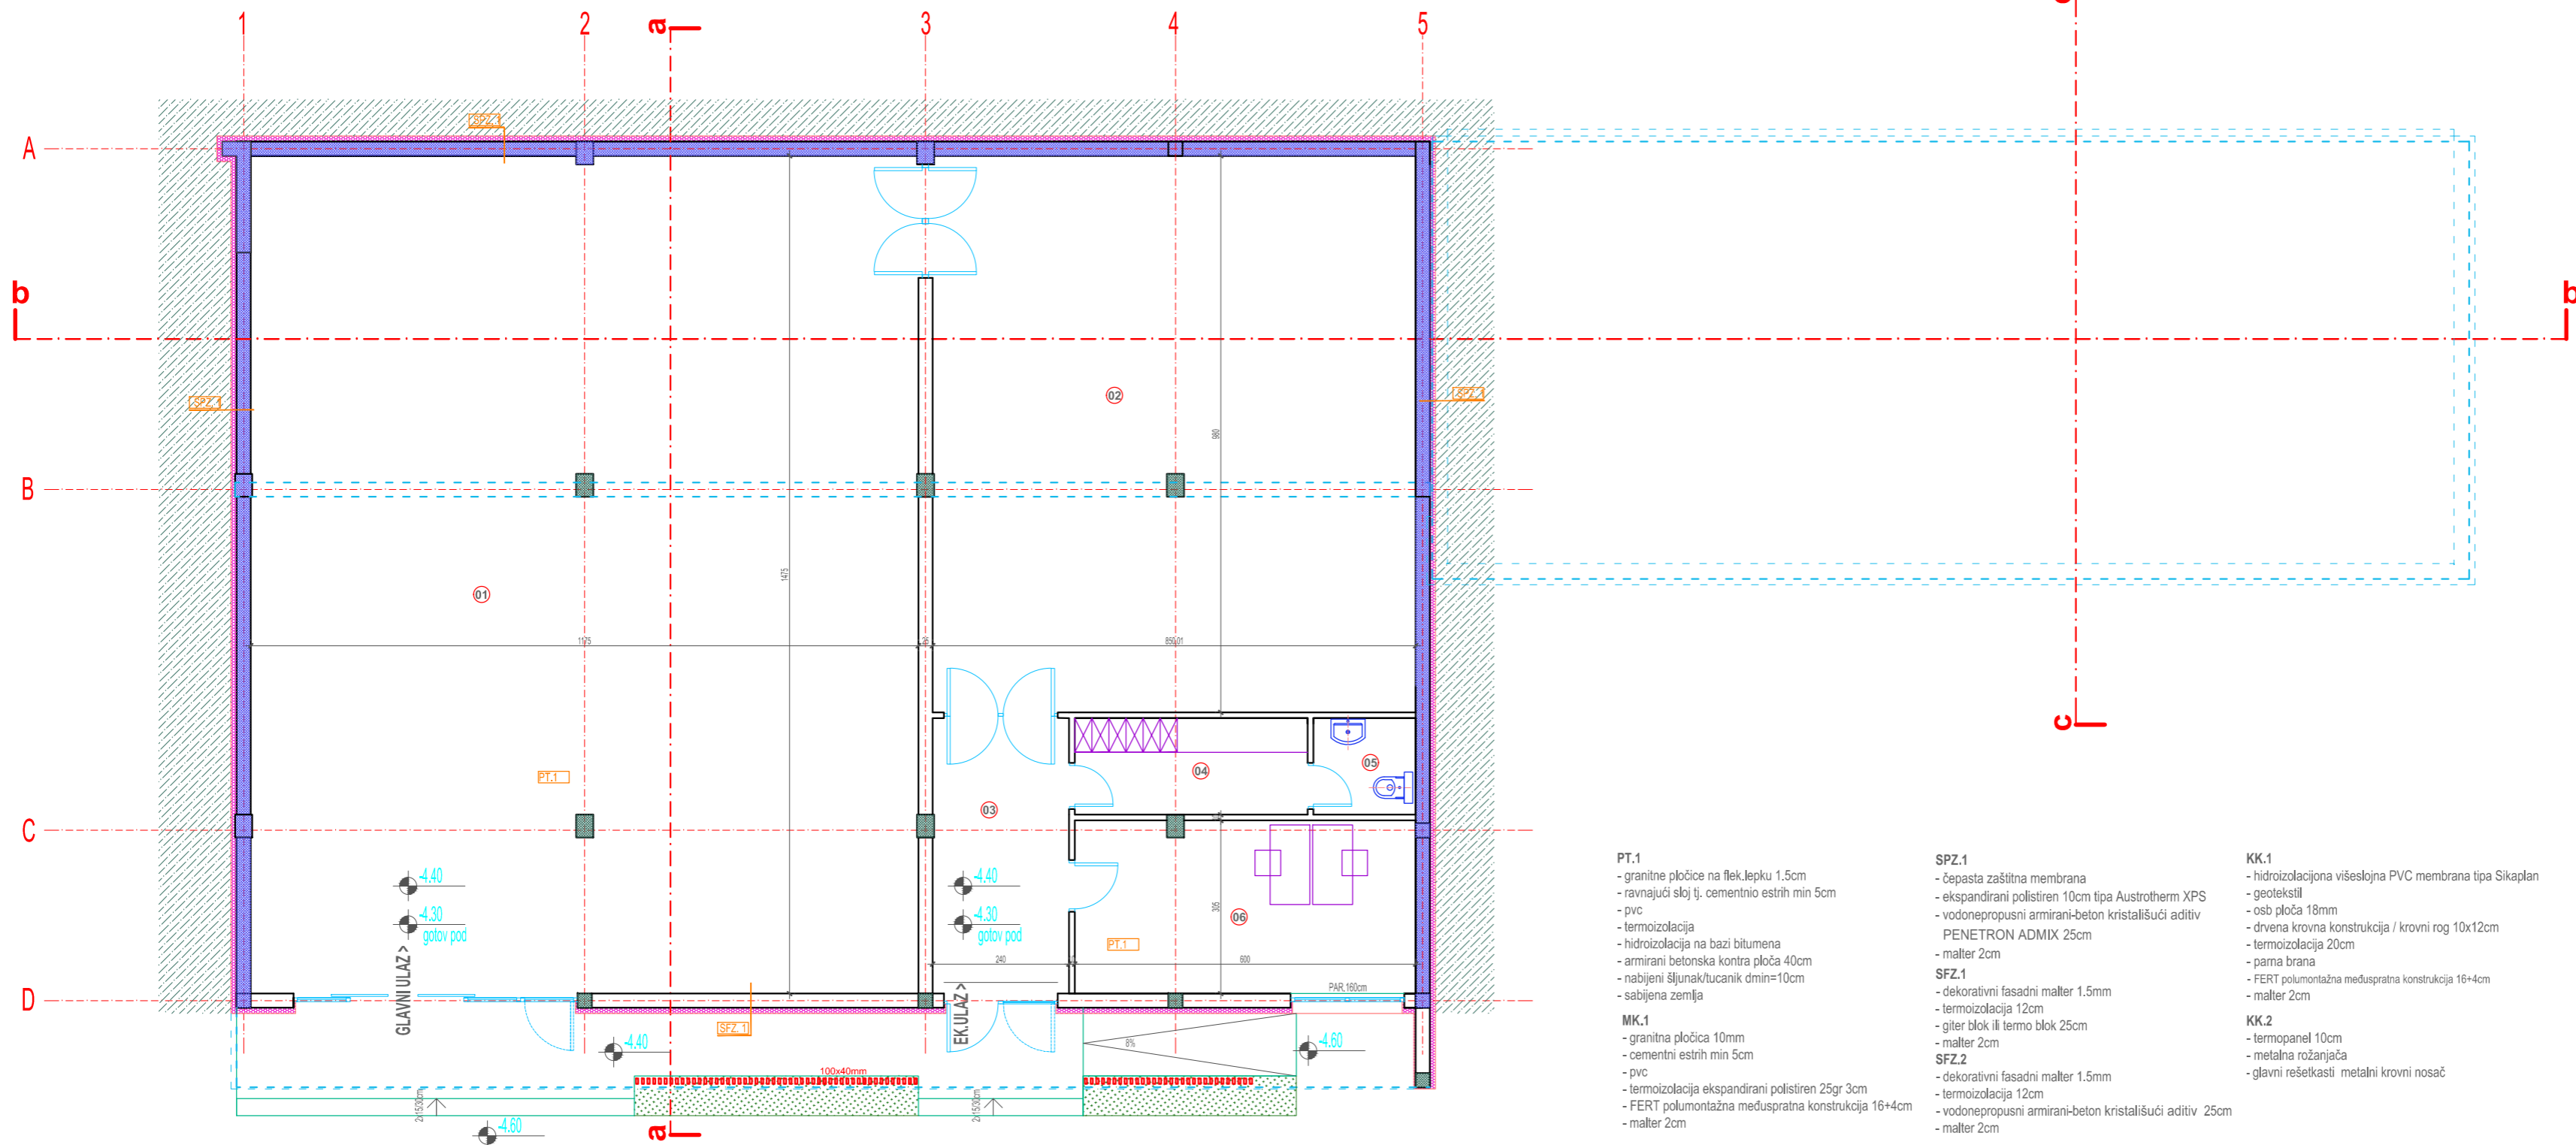 1
2
a
3
4
5
A
SPZ. 1
b
b
SPZ. 1
02
SPZ. 1
980
B
1475
01
1175
850,01
c
PT.1
04
05
03
C
-4.40
-4.40
-4.30
gotov pod
-4.30
gotov pod
305
06
PT.1
240
600
GLAVNI ULAZ >
EK.ULAZ >
PAR.160cm
D
SFZ. 1
-4.40
8%
-4.60
100x40mm
2x15/30cm
2x15/30cm
-4.60
a
PT.1
- granitne pločice na flek.lepku 1.5cm
- ravnajući sloj tj. cementnio estrih min 5cm
- pvc
- termoizolacija
- hidroizolacija na bazi bitumena
- armirani betonska kontra ploča 40cm
- nabijeni šljunak/tucanik dmin=10cm
- sabijena zemlja
MK.1
- granitna pločica 10mm
- cementni estrih min 5cm
- pvc
- termoizolacija ekspandirani polistiren 25gr 3cm
- FERT polumontažna međuspratna konstrukcija 16+4cm
- malter 2cm
SPZ.1
- čepasta zaštitna membrana
- ekspandirani polistiren 10cm tipa Austrotherm XPS
- vodonepropusni armirani-beton kristališući aditiv
PENETRON ADMIX 25cm
- malter 2cm
SFZ.1
- dekorativni fasadni malter 1.5mm
- termoizolacija 12cm
- giter blok ili termo blok 25cm
- malter 2cm
SFZ.2
- dekorativni fasadni malter 1.5mm
- termoizolacija 12cm
- vodonepropusni armirani-beton kristališući aditiv 25cm
- malter 2cm
KK.1
- hidroizolacijona višeslojna PVC membrana tipa Sikaplan
- geotekstil
- osb ploča 18mm
- drvena krovna konstrukcija / krovni rog 10x12cm
- termoizolacija 20cm
- parna brana
- FERT polumontažna međuspratna konstrukcija 16+4cm
- malter 2cm
KK.2
- termopanel 10cm
- metalna rožanjača
- glavni rešetkasti metalni krovni nosač